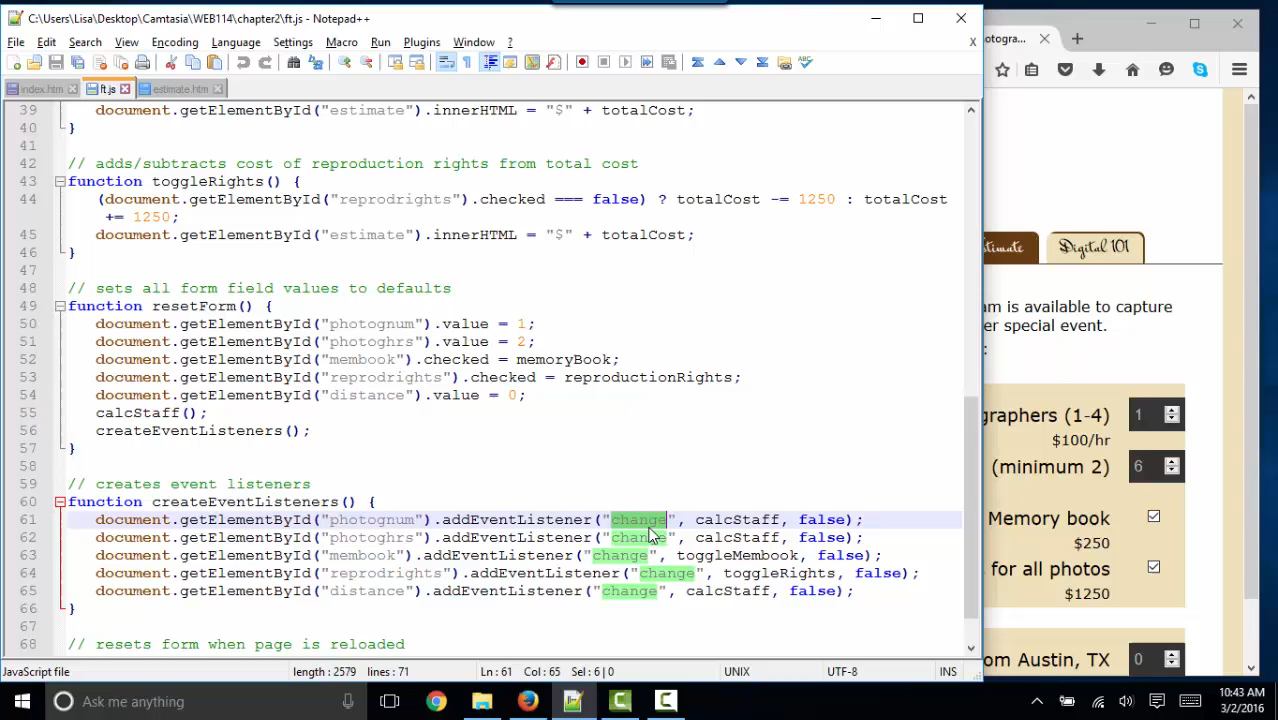 C:\Users\Lisa\Desktop\Camtasia\WEB114\chapter2\ft.js - Notepad++
File Edit Search View Encoding Language Settings Macro Run Plugins Window ? X
index.htm ft.js estimate.htm
39 document.getElementById("estimate").innerHTML = "$" + totalCost;
40 }
41
42 // adds/subtracts cost of reproduction rights from total cost
43 function toggleRights() {
44 (document.getElementById("reprodrights").checked === false) ? totalCost -= 1250 : totalCost
+= 1250;
45 document.getElementById("estimate").innerHTML = "$" + totalCost;
46 }
47
48 // sets all form field values to defaults
49 function resetForm() {
50 document.getElementById("photognum").value = 1;
51 document.getElementById("photoghrs").value = 2;
52 document.getElementById("membook").checked = memoryBook;
53 document.getElementById("reprodrights").checked = reproductionRights;
54 document.getElementById("distance").value = 0;
55 calcStaff();
56 createEventListeners();
57 }
58
59 // creates event listeners
60 function createEventListeners() {
61 document.getElementById("photognum").addEventListener("change", calcStaff, false);
62 document.getElementById("photoghrs").addEventListener("change", calcStaff, false);
63 document.getElementById("membook").addEventListener("change", toggleMembook, false);
64 document.getElementById("reprodrights").addEventListener("change", toggleRights, false);
65 document.getElementById("distance").addEventListener("change", calcStaff, false);
66 }
67
68 // resets form when page is reloaded
JavaScript file length : 2579 lines : 71 Ln : 61 Col : 65 Sel : 6 | 0 UNIX UTF-8 INS
otogra...
timate Digital 101
am is available to capture
er special event.
:
graphers (1-4) 1
$100/hr
(minimum 2) 6
Memory book
$250
s for all photos
$1250
om Austin, TX 0
Ask me anything
10:43 AM
3/2/2016